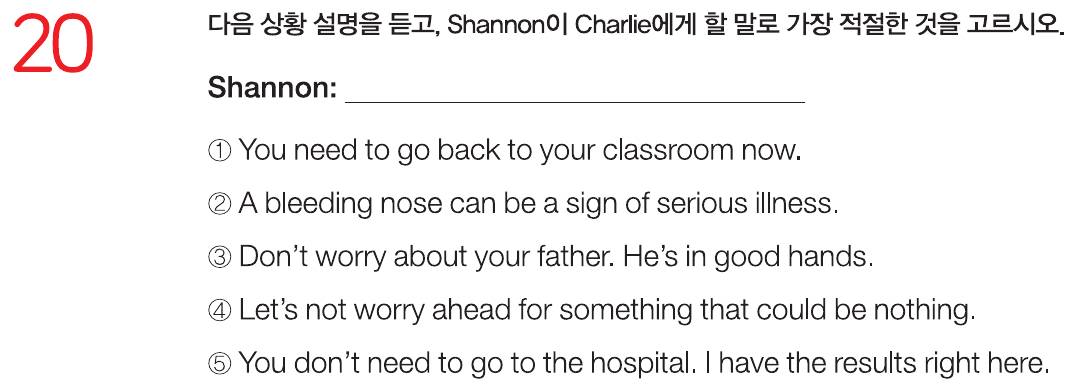 20
다음 상황 설명을 듣고, Shannon이 Charlie에게 할 말로 가장 적절한 것을 고르시오.
Shannon:
① You need to go back to your classroom now.
② A bleeding nose can be a sign of serious illness.
③ Don't worry about your father. He's in good hands.
④ Let's not worry ahead for something that could be nothing.
⑤ You don't need to go to the hospital. I have the results right here.